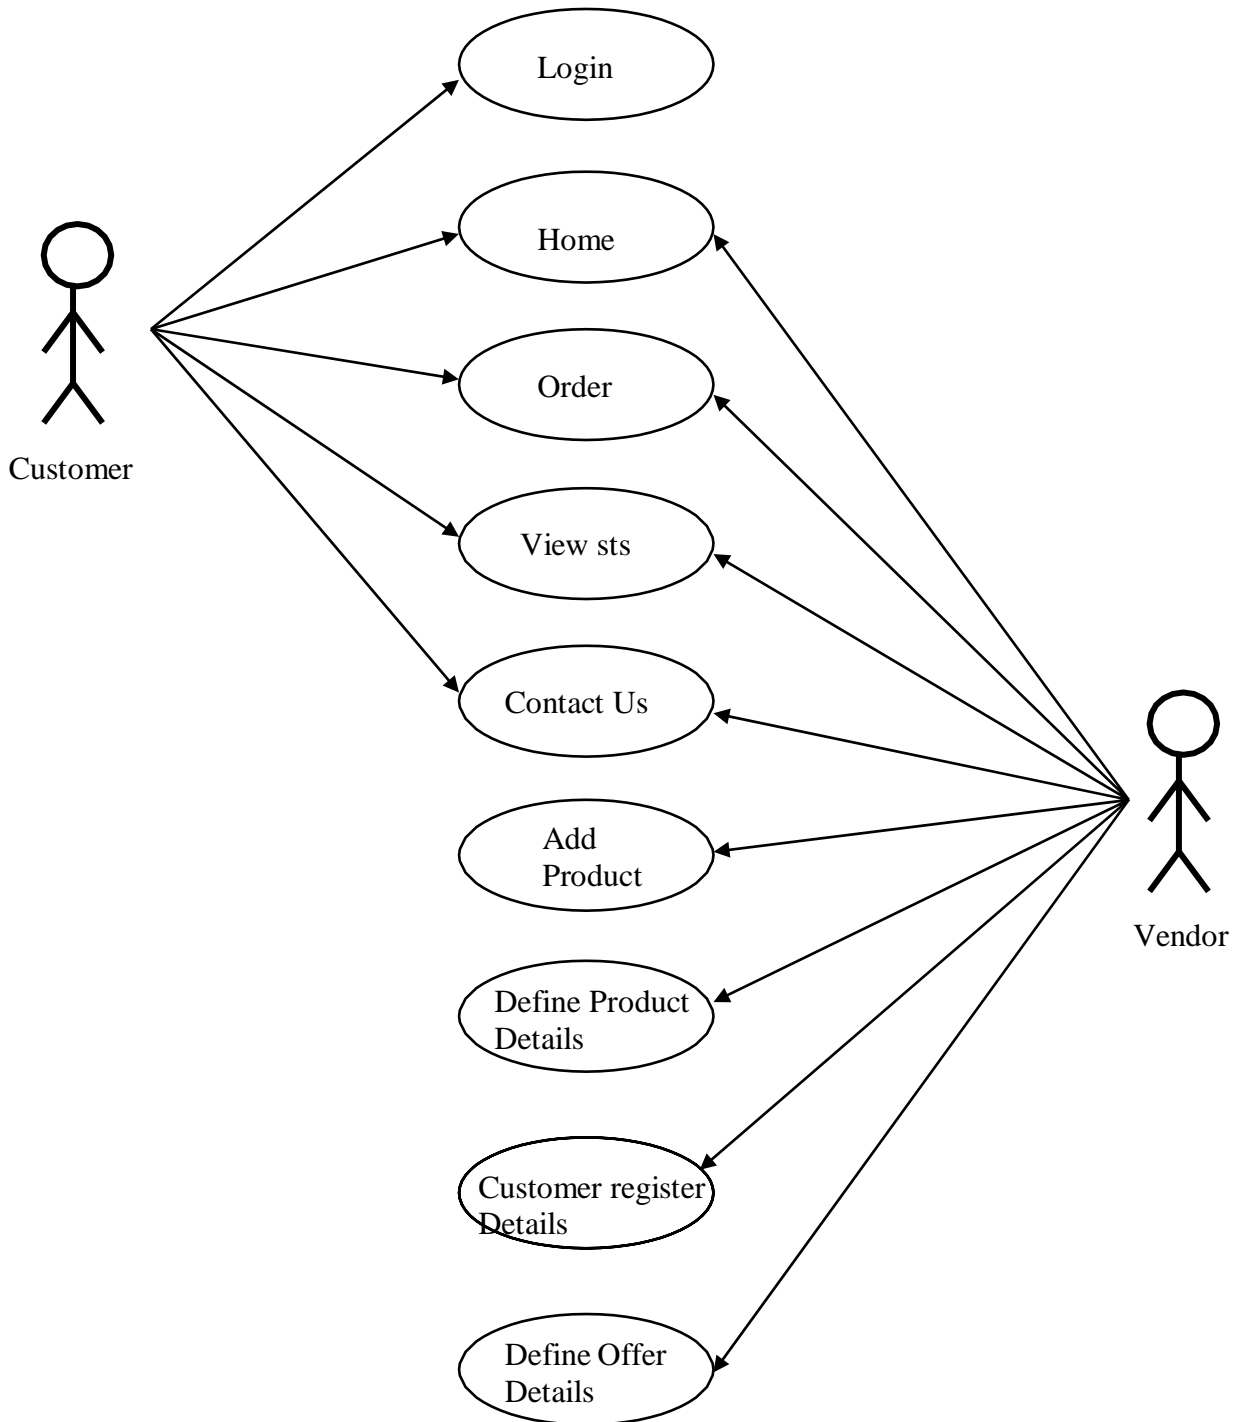 Login
Home
Order
Customer
View sts
Contact Us
Add
Product
Vendor
Define Product
Details
Customer register
Details
Define Offer
Details